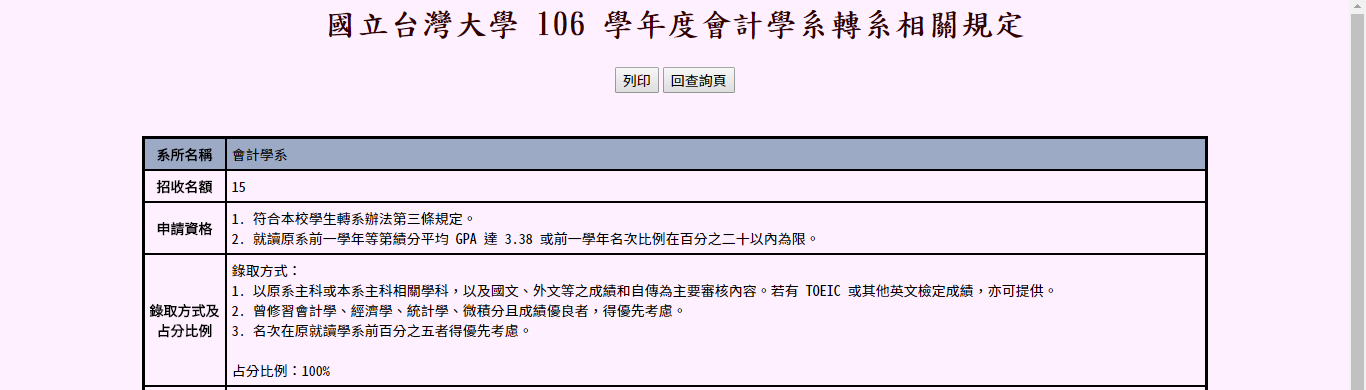 國立台灣大學 106 學年度會計學系轉系相關規定
列印 回查詢頁
系所名稱 會計學系
招收名額 15
申請資格
1. 符合本校學生轉系辦法第三條規定。
2. 就讀原系前一學年等第績分平均 GPA 達 3.38 或前一學年名次比例在百分之二十以內為限。
錄取方式及
占分比例
錄取方式：
1. 以原系主科或本系主科相關學科，以及國文、外文等之成績和自傳為主要審核內容。若有 TOEIC 或其他英文檢定成績，亦可提供。
2. 曾修習會計學、經濟學、統計學、微積分且成績優良者，得優先考慮。
3. 名次在原就讀學系前百分之五者得優先考慮。
占分比例：100%